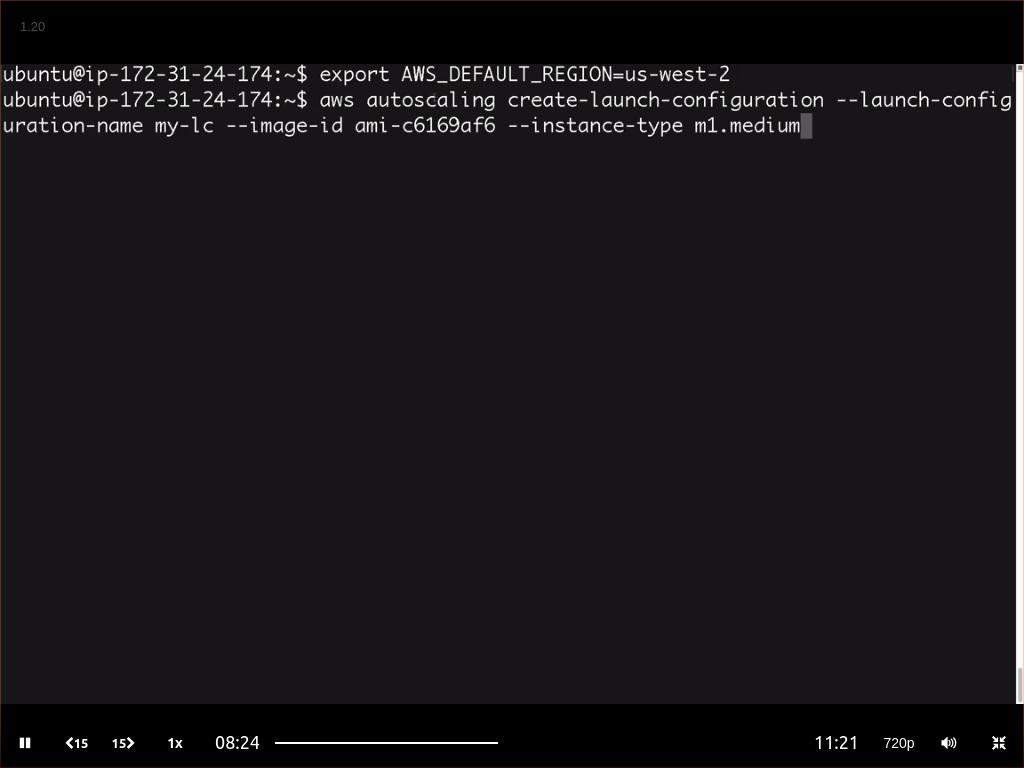 1.20
ubuntu@ip-172-31-24-174:~$ export AWS_DEFAULT_REGION=us-west-2
ubuntu@ip-172-31-24-174:~$ aws autoscaling create-launch-configuration --launch-config
uration-name my-lc --image-id ami-c6169af6 --instance-type m1.medium
15 15 1x 08:24 11:21 720p